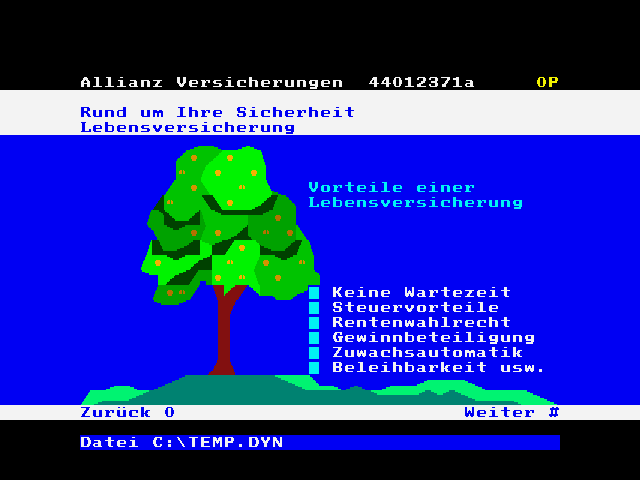 Allianz Versicherungen 44012371a 0P
Rund um Ihre Sicherheit
Lebensversicherung
Vorteile einer
Lebensversicherung
Keine Wartezeit
Steuervorteile
Rentenwahlrecht
Gewinnbeteiligung
Zuwachsautomatik
Beleihbarkeit usw.
Zurück 0 Weiter #
Datei C:\TEMP.DYN